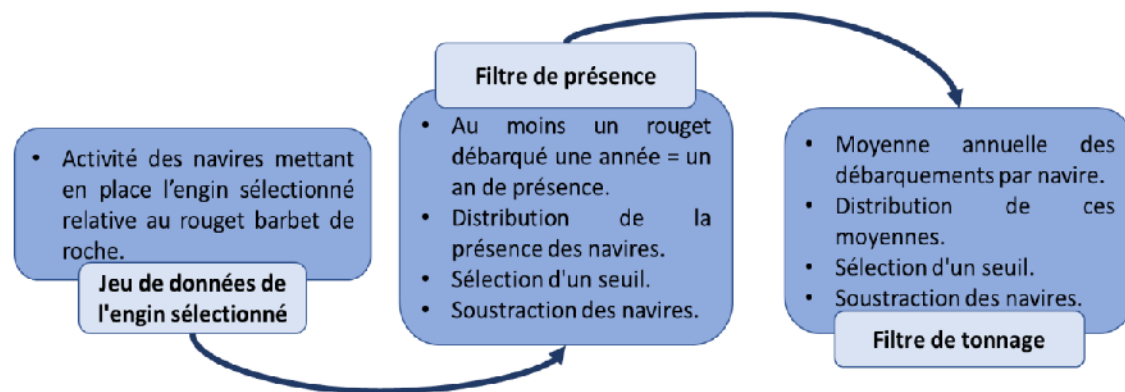 • Activité des navires mettant
en place l'engin sélectionné
relative au rouget barbet de
roche.
Jeu de données de
l'engin sélectionné
Filtre de présence
• Au moins un rouget
débarqué une année = un
an de présence.
• Distribution de la
présence des navires.
• Sélection d'un seuil.
• Soustraction des navires.
• Moyenne annuelle des
débarquements par navire.
• Distribution de ces
moyennes.
• Sélection d'un seuil.
• Soustraction des navires.
Filtre de tonnage